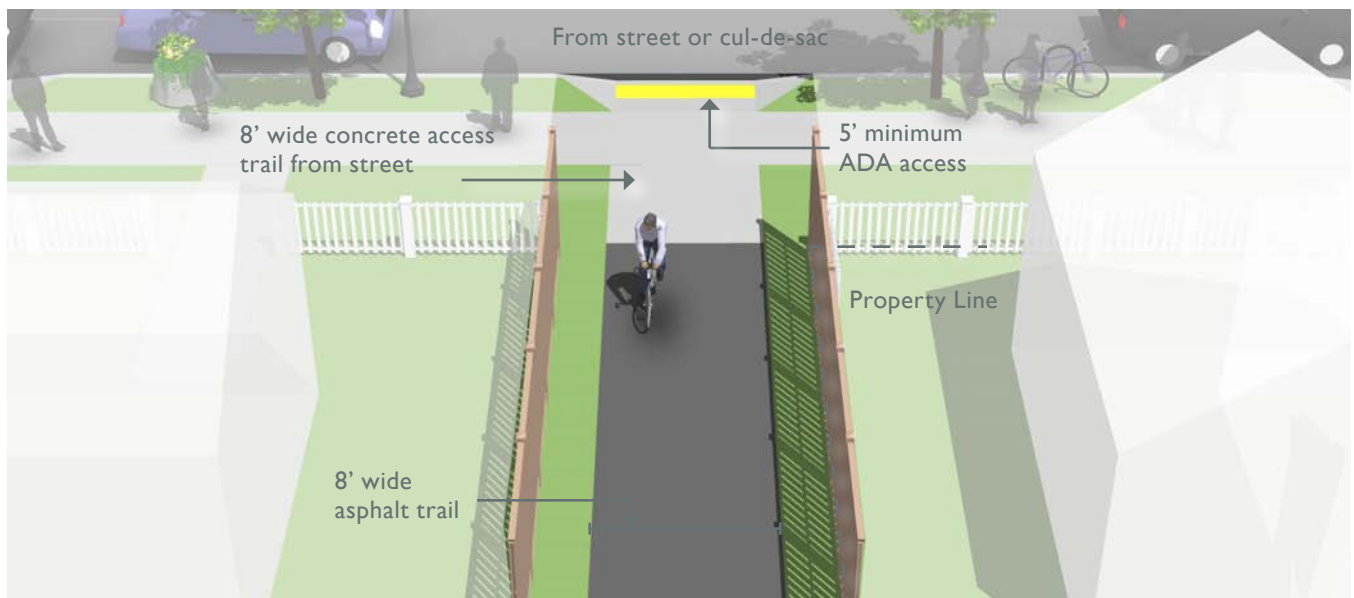 From street or cul-de-sac
8’ wide concrete access
trail from street
5’ minimum
ADA access
Property Line
8’ wide
asphalt trail